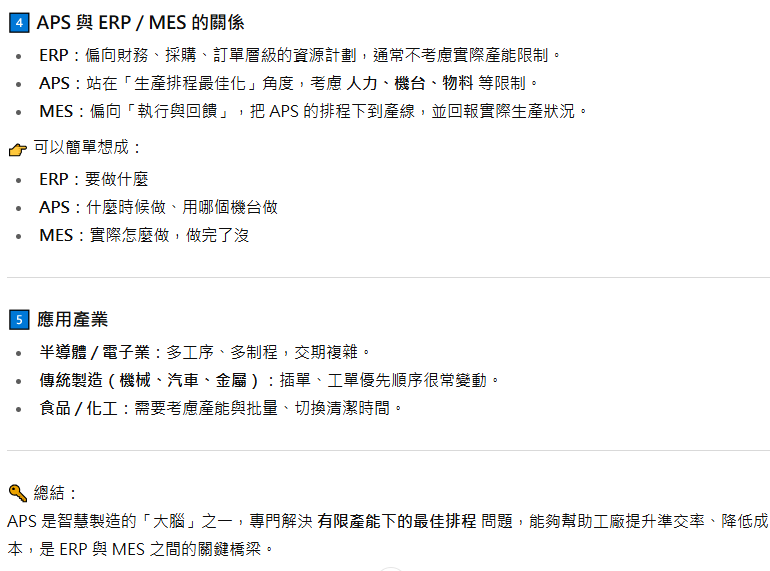 4 APS 與 ERP / MES 的關係
• ERP：偏向財務、採購、訂單層級的資源計劃，通常不考慮實際產能限制。
• APS：站在「生產排程最佳化」角度，考慮 人力、機台、物料 等限制。
• MES：偏向「執行與回饋」，把 APS 的排程下到產線，並回報實際生產狀況。
👉 可以簡單想成：
• ERP：要做什麼
• APS：什麼時候做、用哪個機台做
• MES：實際怎麼做，做完了沒
5 應用產業
• 半導體 / 電子業：多工序、多制程，交期複雜。
• 傳統製造（機械、汽車、金屬）：插單、工單優先順序很常變動。
• 食品 / 化工：需要考慮產能與批量、切換清潔時間。
🔑 總結：
APS 是智慧製造的「大腦」之一，專門解決 有限產能下的最佳排程 問題，能夠幫助工廠提升準交率、降低成
本，是 ERP 與 MES 之間的關鍵橋梁。